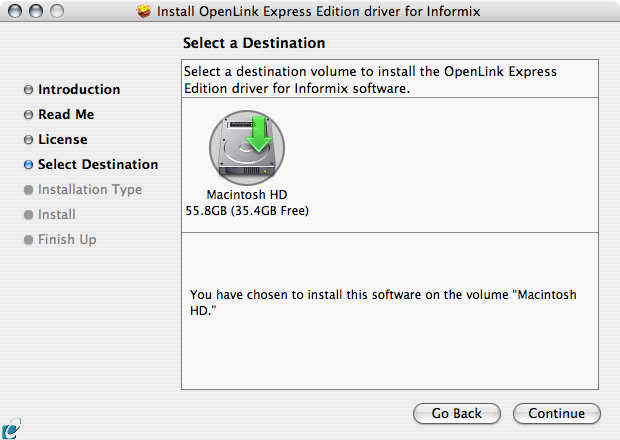 Install OpenLink Express Edition driver for Informix
Select a Destination
Introduction
Read Me
License
Select Destination
Installation Type
Install
Finish Up
Select a destination volume to install the OpenLink Express
Edition driver for Informix software.
Macintosh HD
55.8GB (35.4GB Free)
You have chosen to install this software on the volume “Macintosh
HD.”
Go Back
Continue